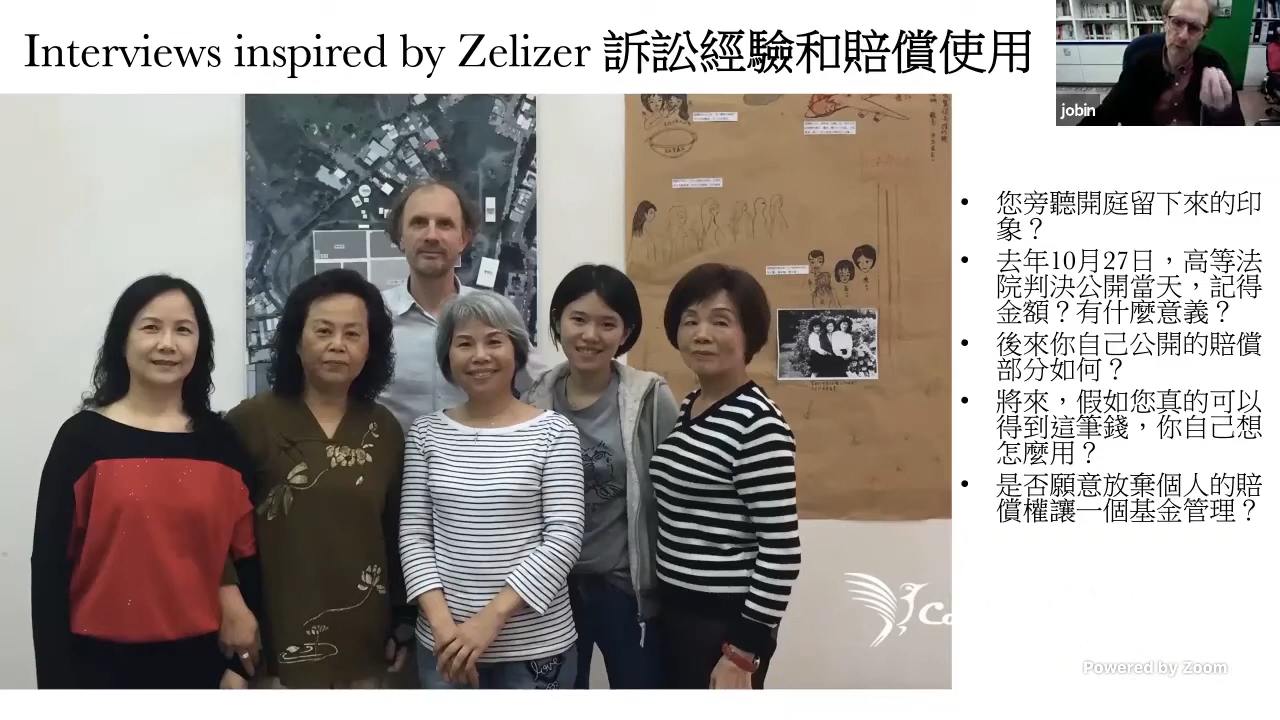 Interviews inspired by Zelizer 訴訟經驗和賠償使用
jobin
• 您旁聽開庭留下來的印
象？
• 去年10月27日，高等法
院判決公開當天，記得
金額？有什麼意義？
• 後來你自己公開的賠償
部分如何？
• 將來，假如您真的可以
得到這筆錢，你自己想
怎麼用？
• 是否願意放棄個人的賠
償權讓一個基金管理？
love
Powered by Zoom